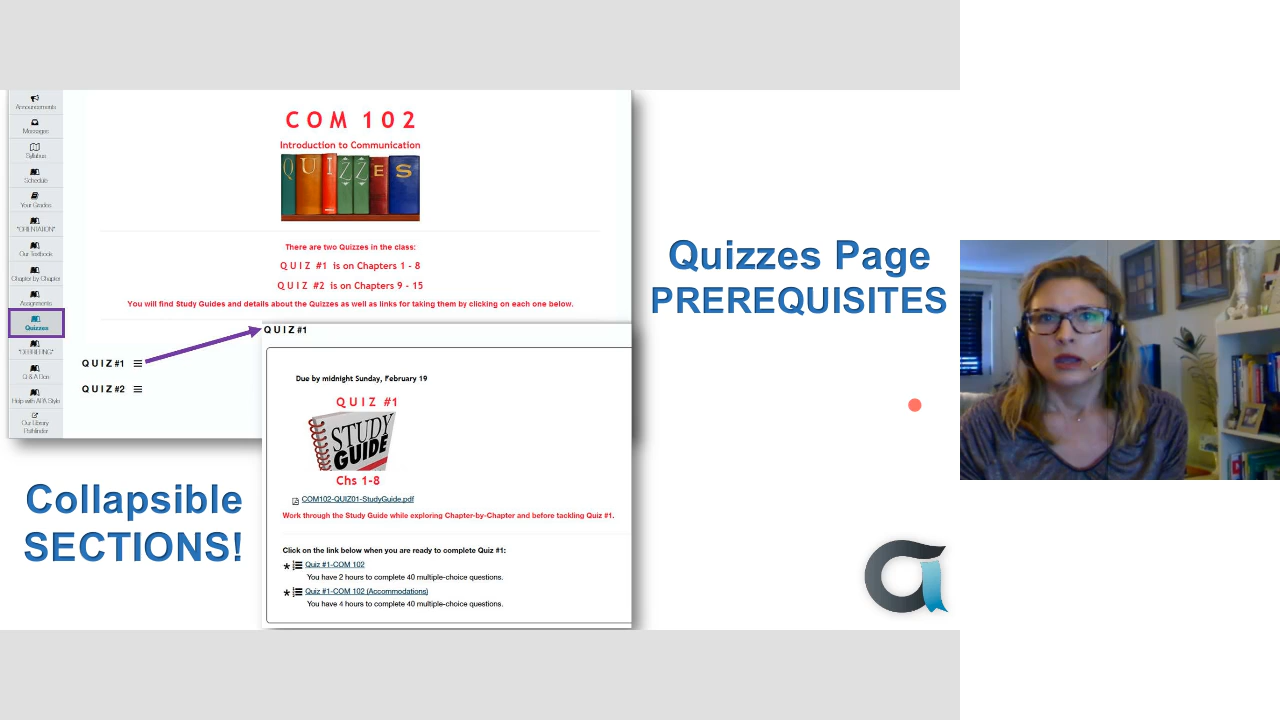 Announcements
Messages
Syllabus
Schedule
Your Grades
*ORIENTATION*
Our Textbook
Chapter by Chapter
Assignments
Quizzes
*DEBRIEFING*
Q & A Doc
Help with APA Style
Our Library
Pathfinder
COM 102
Introduction to Communication
QUIZZES
There are two Quizzes in the class:
QUIZ #1 is on Chapters 1 - 8
QUIZ #2 is on Chapters 9 - 15
You will find Study Guides and details about the Quizzes as well as links for taking them by clicking on each one below.
QUIZ #1
QUIZ #2
QUIZ #1
Due by midnight Sunday, February 19
QUIZ #1
STUDY
GUIDE
Chs 1-8
COM102-QUIZ01-StudyGuide.pdf
Work through the Study Guide while exploring Chapter-by-Chapter and before tackling Quiz #1.
Click on the link below when you are ready to complete Quiz #1:
* Quiz #1-COM 102
You have 2 hours to complete 40 multiple-choice questions.
* Quiz #1-COM 102 (Accommodations)
You have 4 hours to complete 40 multiple-choice questions.
Quizzes Page
PREREQUISITES
Collapsible
SECTIONS!